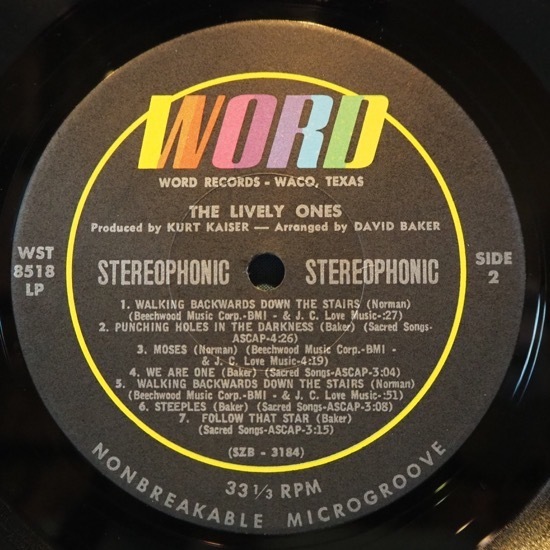 WORD
WORD RECORDS - WACO, TEXAS
THE LIVELY ONES
Produced by KURT KAISER — Arranged by DAVID BAKER
WST
8518
LP
STEREOPHONIC STEREOPHONIC
SIDE
2
1. WALKING BACKWARDS DOWN THE STAIRS (Norman)
(Beechwood Music Corp.-BMI - & J. C. Love Music-:27)
2. PUNCHING HOLES IN THE DARKNESS (Baker) (Sacred Songs-
ASCAP-4:26)
3. MOSES (Norman) (Beechwood Music Corp.-BMI -
& J. C. Love Music-4:19)
4. WE ARE ONE (Baker) (Sacred Songs-ASCAP-3:04)
5. WALKING BACKWARDS DOWN THE STAIRS (Norman)
(Beechwood Music Corp.-BMI - & J. C. Love Music-:51)
6. STEEPLES (Baker) (Sacred Songs-ASCAP-3:08)
7. FOLLOW THAT STAR (Baker)
(Sacred Songs-ASCAP-3:15)
(SZB - 3184)
33 1/3 RPM
NONBREAKABLE MICROGROOVE